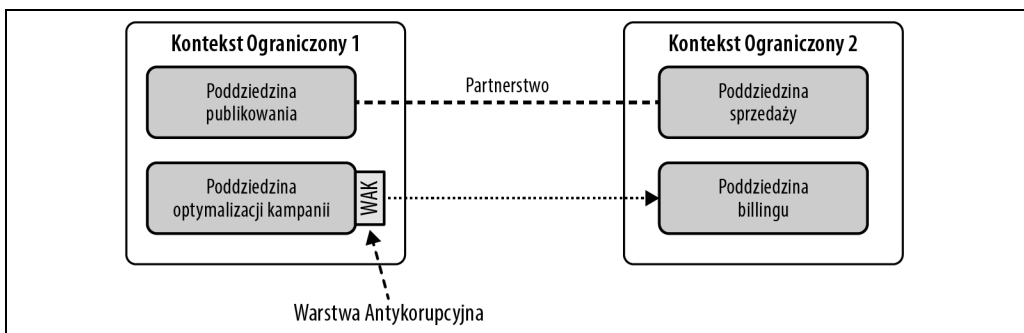 Kontekst Ograniczony 1
Kontekst Ograniczony 2
Poddziedzina
publikowania
Partnerstwo
Poddziedzina
sprzedaży
Poddziedzina
optymalizacji kampanii
WAK
Poddziedzina
billingu
Warstwa Antykorupcyjna